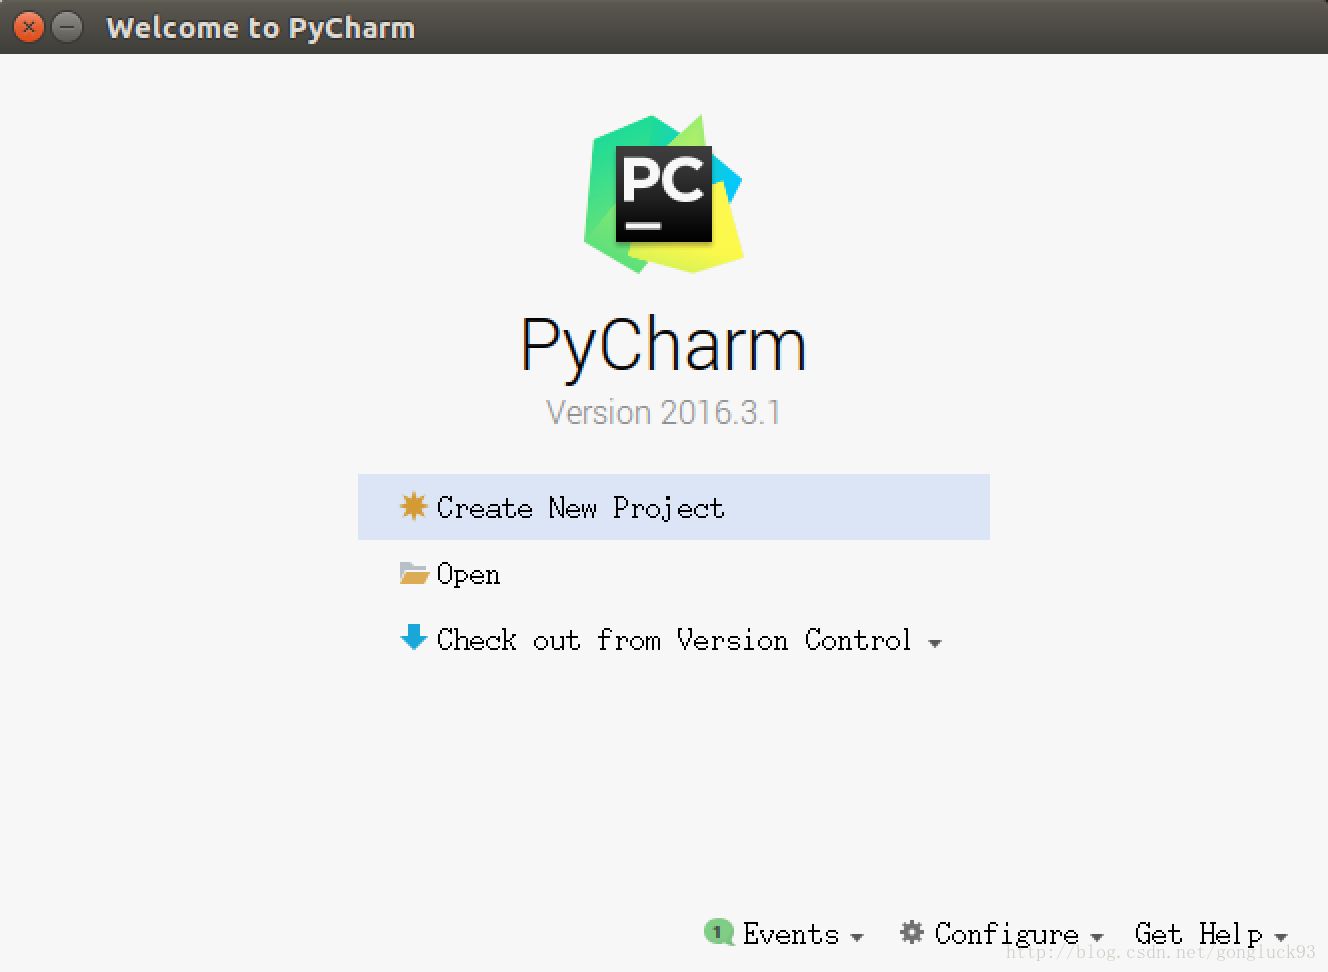 Welcome to PyCharm
PC
PyCharm
Version 2016.3.1
Create New Project
Open
Check out from Version Control
1 Events
Configure
Get Help
http://blog.csdn.net/gongluck93